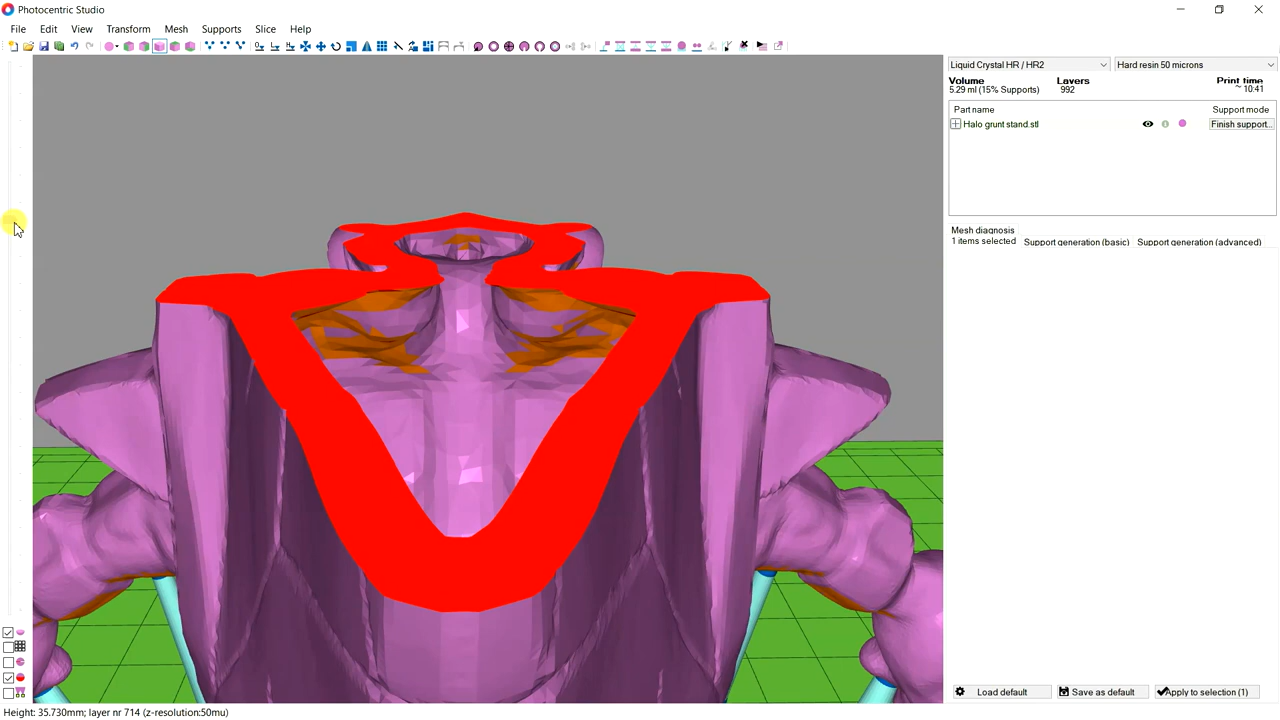 Photocentric Studio
File Edit View Transform Mesh Supports Slice Help
Liquid Crystal HR / HR2 Hard resin 50 microns
Volume Layers Print time
5.29 ml (15% Supports) 992 ~ 10:41
Part name Support mode
Halo grunt stand.stl Finish support...
Mesh diagnosis
1 items selected Support generation (basic) Support generation (advanced)
Load default Save as default Apply to selection (1)
Height: 35.730mm; layer nr 714 (z-resolution:50mu)